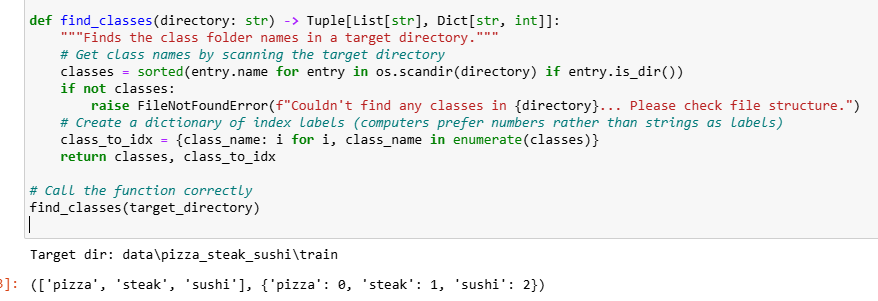 def find_classes(directory: str) -> Tuple[List[str], Dict[str, int]]:
    """Finds the class folder names in a target directory."""
    # Get class names by scanning the target directory
    classes = sorted(entry.name for entry in os.scandir(directory) if entry.is_dir())
    if not classes:
        raise FileNotFoundError(f"Couldn't find any classes in {directory}... Please check file structure.")
    # Create a dictionary of index labels (computers prefer numbers rather than strings as labels)
    class_to_idx = {class_name: i for i, class_name in enumerate(classes)}
    return classes, class_to_idx
# Call the function correctly
find_classes(target_directory)
Target dir: data\pizza_steak_sushi\train
]: (['pizza', 'steak', 'sushi'], {'pizza': 0, 'steak': 1, 'sushi': 2})